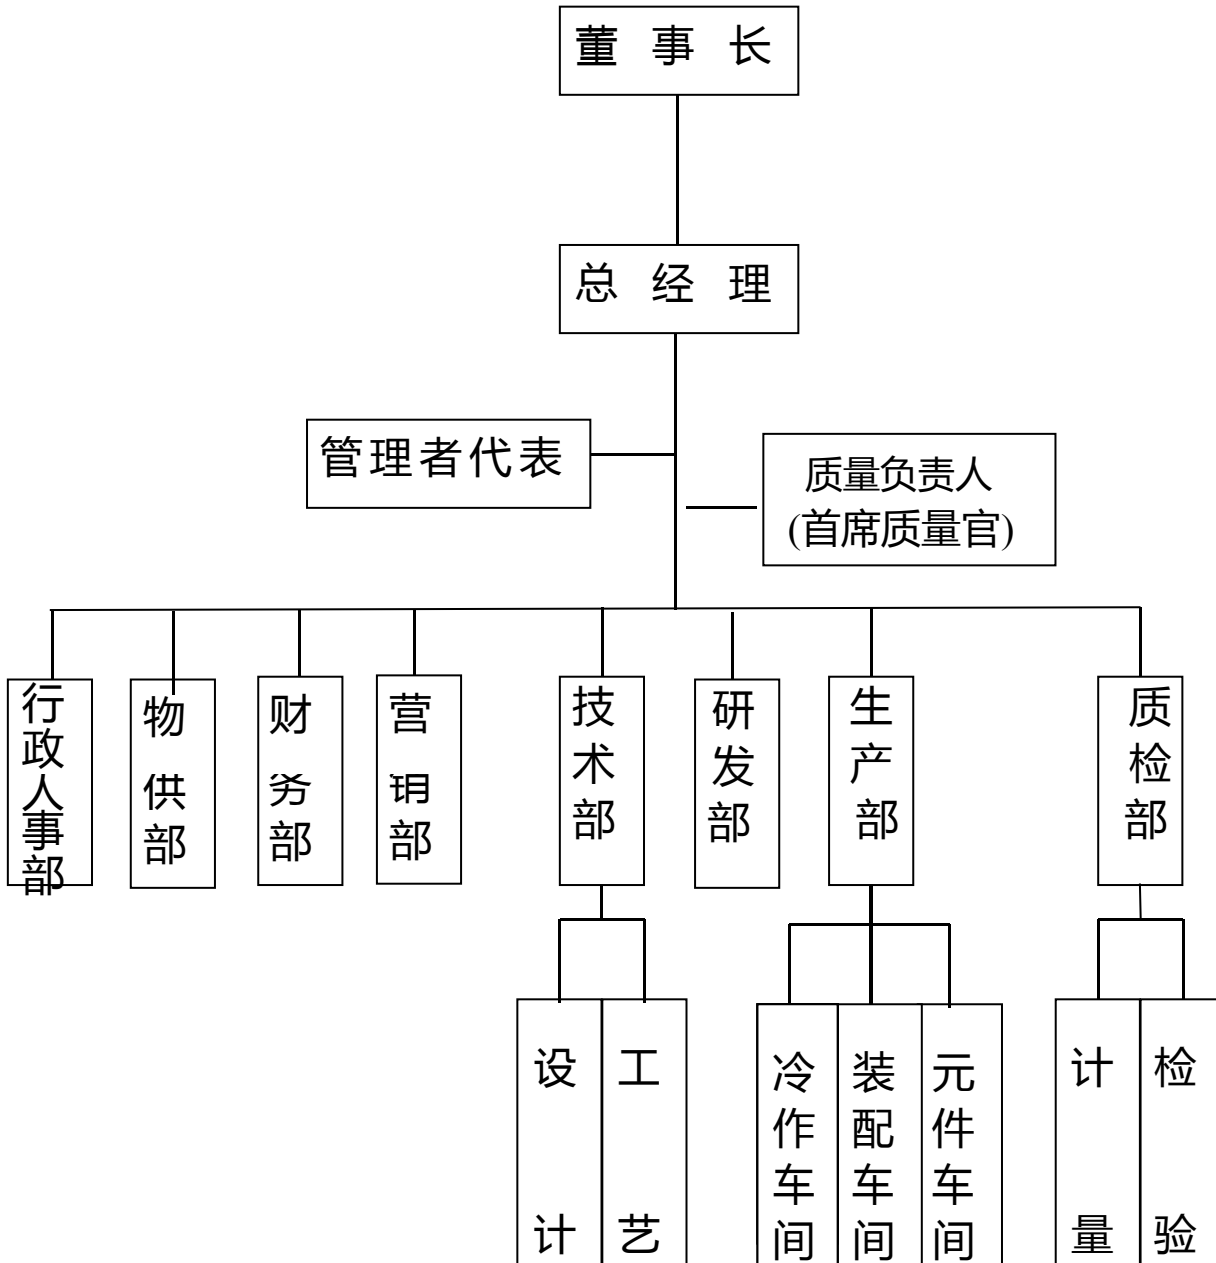 董 事 长
总 经 理
管理者代表
质量负责人
(首席质量官)
行政人事部
物供部
财务部
营销部
技术部
研发部
生产部
质检部
设计
工艺
冷作车间
装配车间
元件车间
计量
检验